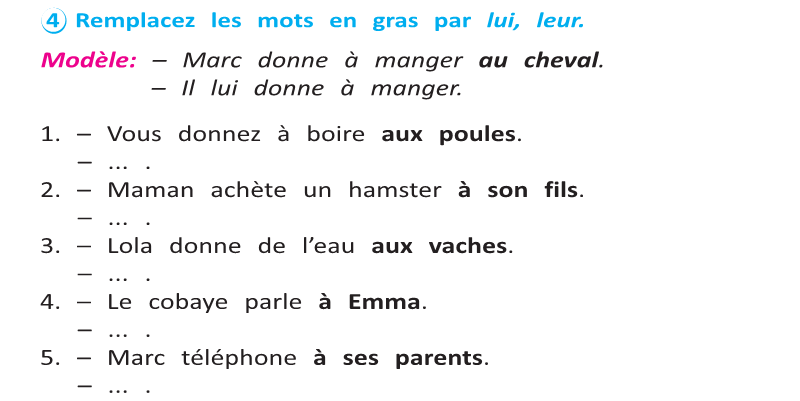 4 Remplacez les mots en gras par lui, leur.
Modèle: – Marc donne à manger au cheval.
– Il lui donne à manger.
1. – Vous donnez à boire aux poules.
– ... .
2. – Maman achète un hamster à son fils.
– ... .
3. – Lola donne de l’eau aux vaches.
– ... .
4. – Le cobaye parle à Emma.
– ... .
5. – Marc téléphone à ses parents.
– ... .